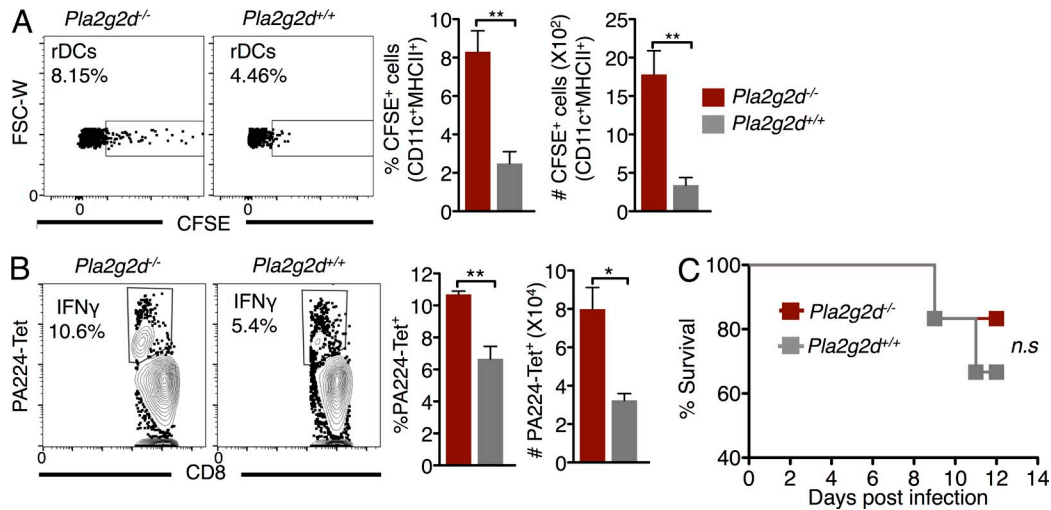 A
Pla2g2d-/-
Pla2g2d+/+
rDCs
8.15%
rDCs
4.46%
FSC-W
0
0
0
CFSE
% CFSE+ cells
(CD11c+MHCII+)
10
8
6
4
2
0
**
# CFSE+ cells (X10²)
(CD11c+MHCII+)
25
20
15
10
5
0
**
Pla2g2d-/-
Pla2g2d+/+
B
Pla2g2d-/-
Pla2g2d+/+
IFNγ
10.6%
IFNγ
5.4%
PA224-Tet
CD8
%PA224-Tet+
12
10
8
6
4
2
0
**
# PA224-Tet+ (X10⁴)
10
8
6
4
2
0
*
C
% Survival
100
80
60
40
Pla2g2d-/-
Pla2g2d+/+
n.s
0 2 4 6 8 10 12 14
Days post infection